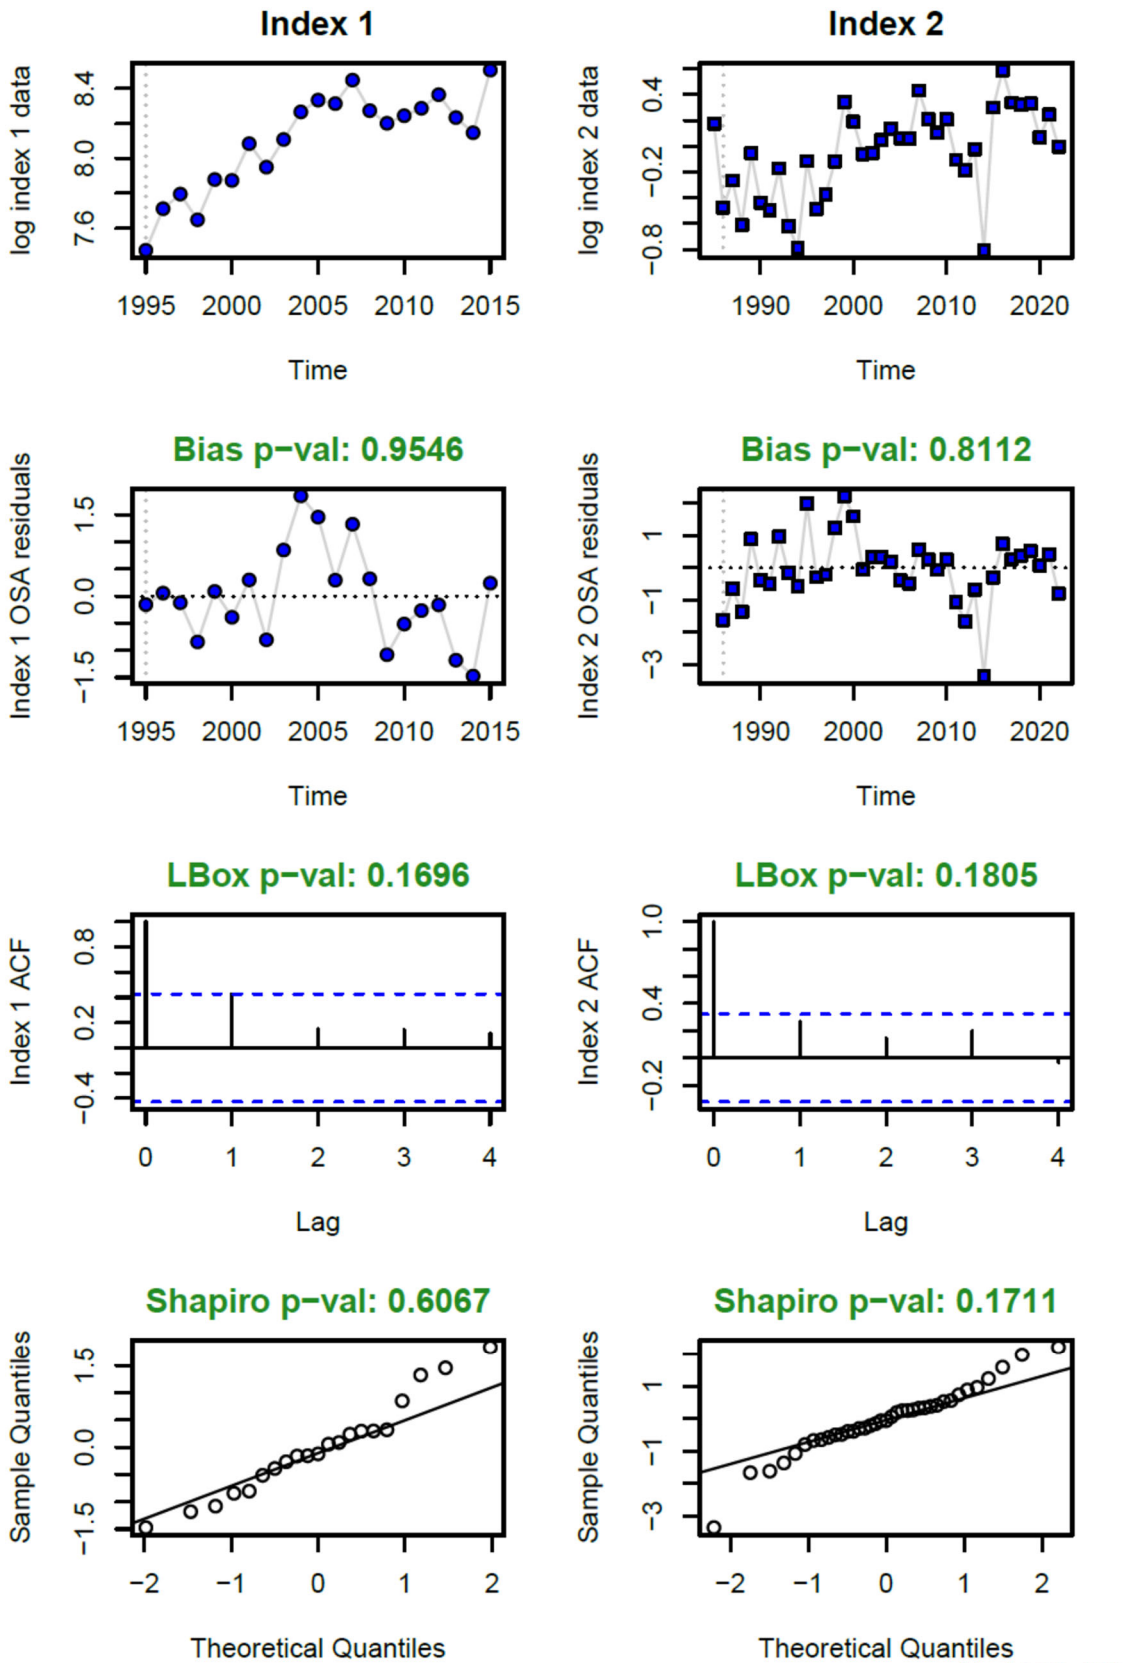 Index 1
Index 2
log index 1 data
8.4
8.0
7.6
1995 2000 2005 2010 2015
Time
log index 2 data
0.4
−0.2
−0.8
1990 2000 2010 2020
Time
Bias p−val: 0.9546
Index 1 OSA residuals
1.5
0.0
−1.5
1995 2000 2005 2010 2015
Time
Bias p−val: 0.8112
Index 2 OSA residuals
1
−1
−3
1990 2000 2010 2020
Time
LBox p−val: 0.1696
Index 1 ACF
0.8
0.2
−0.4
0 1 2 3 4
Lag
LBox p−val: 0.1805
Index 2 ACF
1.0
0.4
−0.2
0 1 2 3 4
Lag
Shapiro p−val: 0.6067
Sample Quantiles
1.5
0.0
−1.5
−2 −1 0 1 2
Theoretical Quantiles
Shapiro p−val: 0.1711
Sample Quantiles
1
−1
−3
−2 −1 0 1 2
Theoretical Quantiles